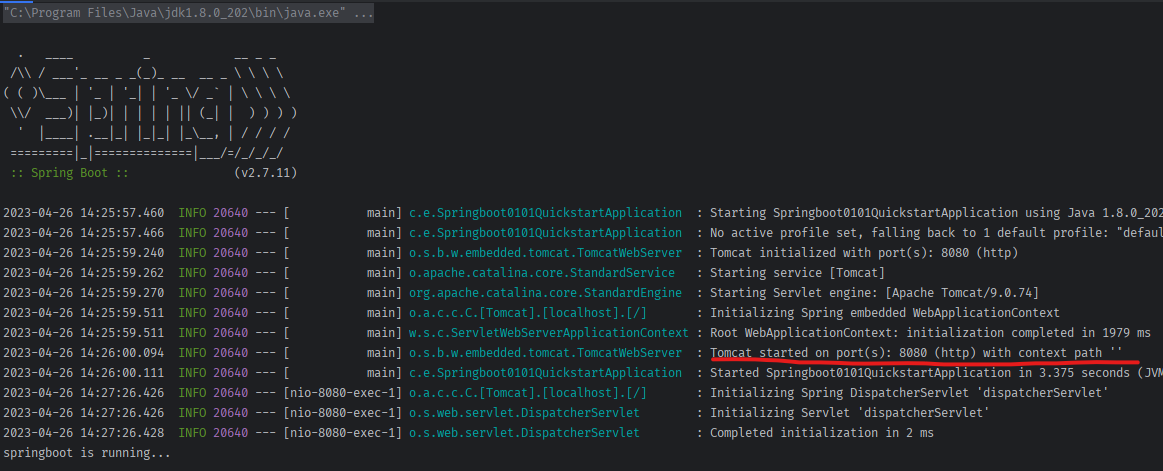 "C:\Program Files\Java\jdk1.8.0_202\bin\java.exe" ...
  .   ____          _            __ _ _
 /\\ / ___'_ __ _ _(_)_ __  __ _ \ \ \ \
( ( )\___ | '_ | '_| | '_ \/ _` | \ \ \ \
 \\/  ___)| |_)| | | | | || (_| |  ) ) ) )
  '  |____| .__|_| |_|_| |_\__, | / / / /
 =========|_|==============|___/=/_/_/_/
 :: Spring Boot ::                (v2.7.11)
2023-04-26 14:25:57.460  INFO 20640 --- [           main] c.e.Springboot0101QuickstartApplication  : Starting Springboot0101QuickstartApplication using Java 1.8.0_202
2023-04-26 14:25:57.466  INFO 20640 --- [           main] c.e.Springboot0101QuickstartApplication  : No active profile set, falling back to 1 default profile: "defau
2023-04-26 14:25:59.240  INFO 20640 --- [           main] o.s.b.w.embedded.tomcat.TomcatWebServer  : Tomcat initialized with port(s): 8080 (http)
2023-04-26 14:25:59.262  INFO 20640 --- [           main] o.apache.catalina.core.StandardService   : Starting service [Tomcat]
2023-04-26 14:25:59.270  INFO 20640 --- [           main] org.apache.catalina.core.StandardEngine  : Starting Servlet engine: [Apache Tomcat/9.0.74]
2023-04-26 14:25:59.511  INFO 20640 --- [           main] o.a.c.c.C.[Tomcat].[localhost].[/]       : Initializing Spring embedded WebApplicationContext
2023-04-26 14:25:59.511  INFO 20640 --- [           main] w.s.c.ServletWebServerApplicationContext : Root WebApplicationContext: initialization completed in 1979 ms
2023-04-26 14:26:00.094  INFO 20640 --- [           main] o.s.b.w.embedded.tomcat.TomcatWebServer  : Tomcat started on port(s): 8080 (http) with context path ''
2023-04-26 14:26:00.111  INFO 20640 --- [           main] c.e.Springboot0101QuickstartApplication  : Started Springboot0101QuickstartApplication in 3.375 seconds (JVM
2023-04-26 14:27:26.426  INFO 20640 --- [nio-8080-exec-1] o.a.c.c.C.[Tomcat].[localhost].[/]       : Initializing Spring DispatcherServlet 'dispatcherServlet'
2023-04-26 14:27:26.426  INFO 20640 --- [nio-8080-exec-1] o.s.web.servlet.DispatcherServlet        : Initializing Servlet 'dispatcherServlet'
2023-04-26 14:27:26.428  INFO 20640 --- [nio-8080-exec-1] o.s.web.servlet.DispatcherServlet        : Completed initialization in 2 ms
springboot is running...